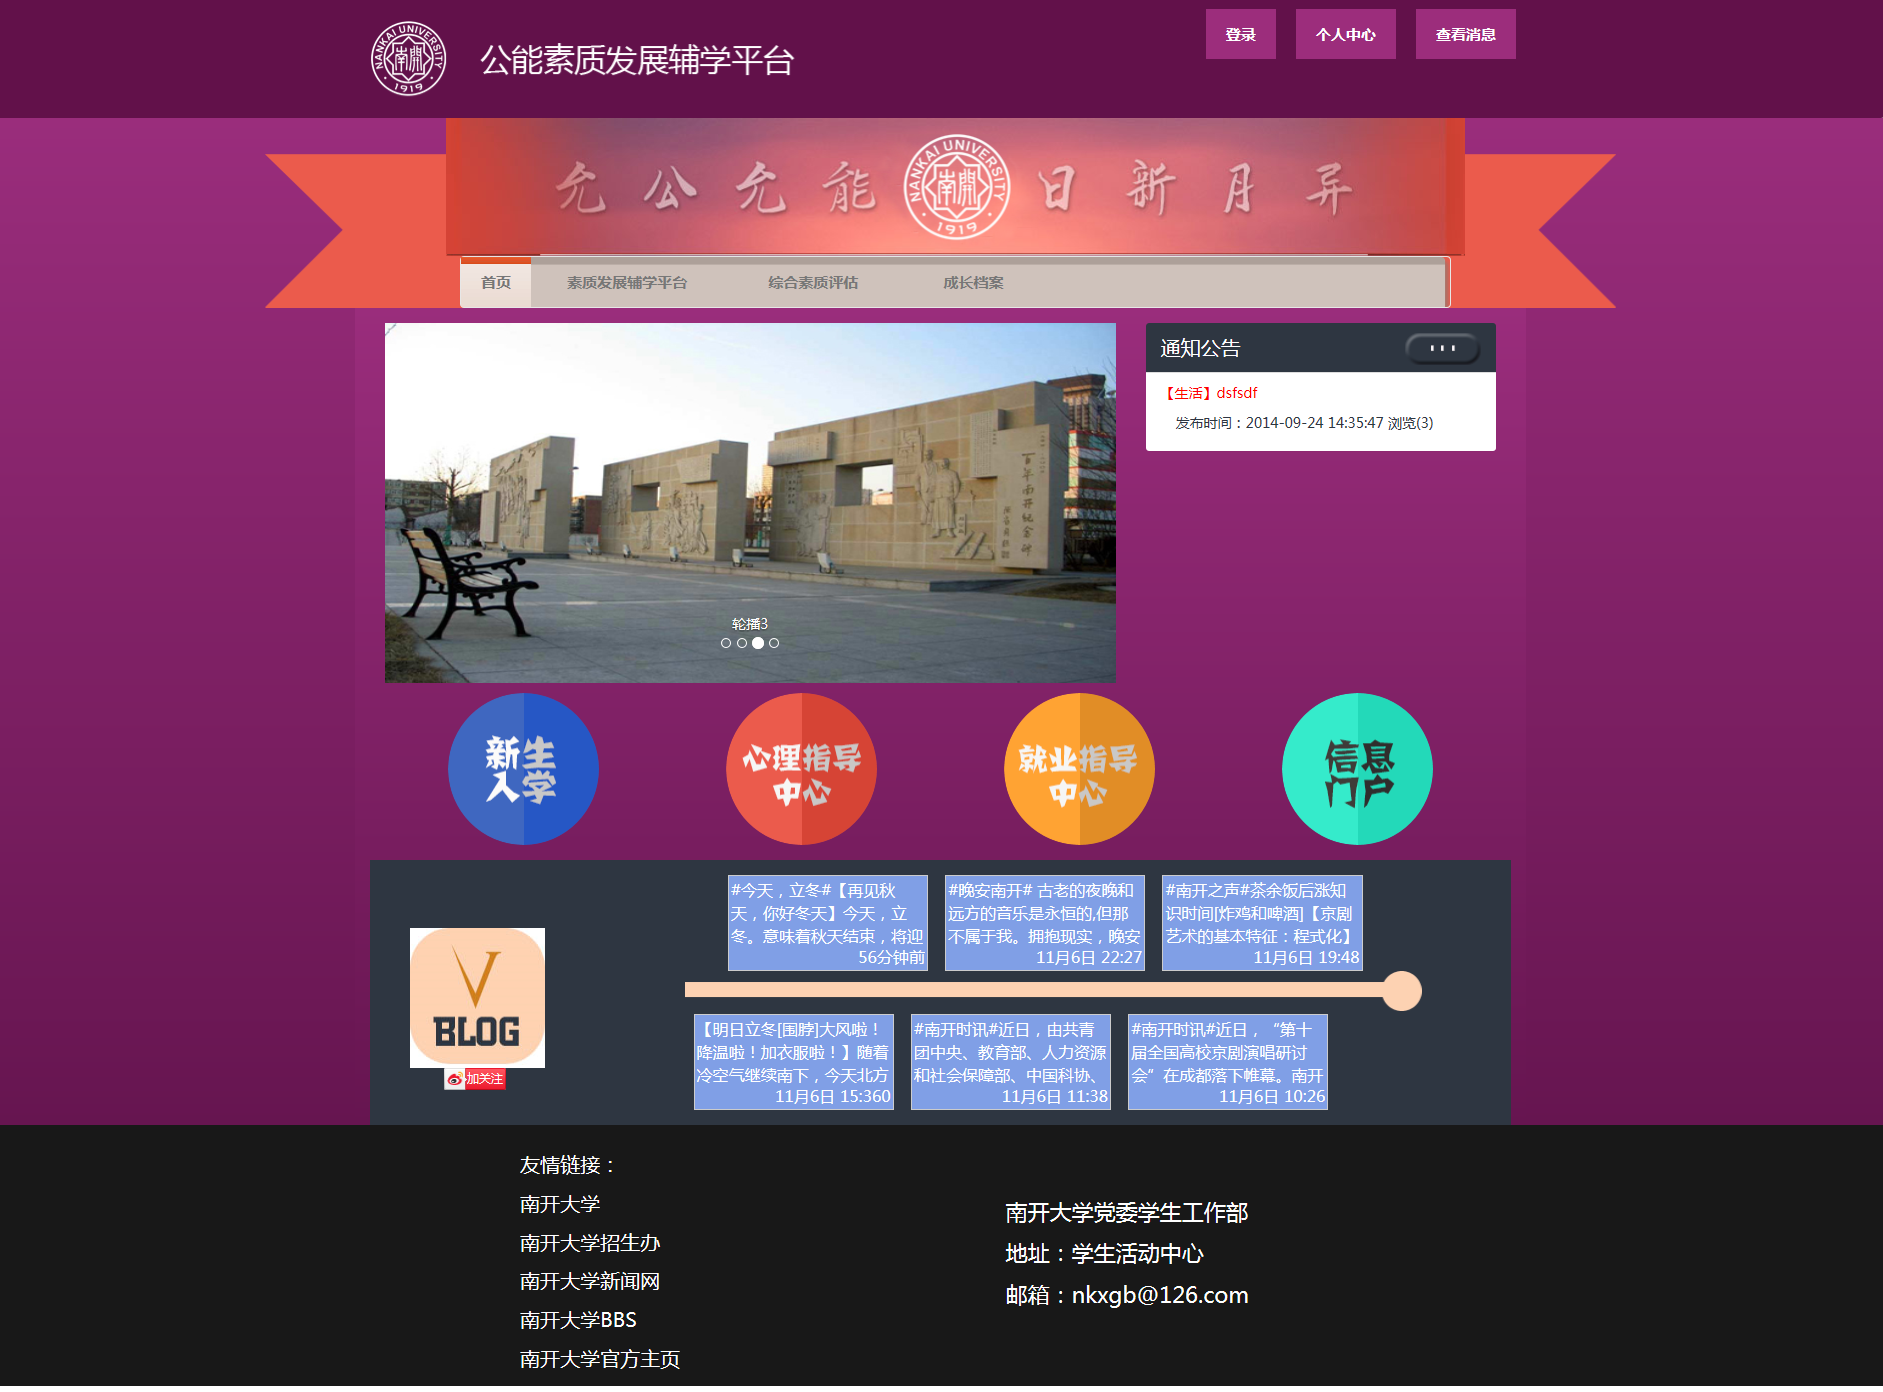 NANKAI UNIVERSITY
南開
1919
公能素质发展辅学平台
登录
个人中心
查看消息
允公允能
NANKAI UNIVERSITY
南開
1919
日新月异
首页
素质发展辅学平台
综合素质评估
成长档案
百年南开纪念碑
轮播3
通知公告
【生活】dsfsdf
发布时间：2014-09-24 14:35:47 浏览(3)
新生
入学
心理指导
中心
就业指导
中心
信息
门户
V
BLOG
加关注
#今天，立冬#【再见秋
天，你好冬天】今天，立
冬。意味着秋天结束，将迎
56分钟前
#晚安南开# 古老的夜晚和
远方的音乐是永恒的,但那
不属于我。拥抱现实，晚安
11月6日 22:27
#南开之声#茶余饭后涨知
识时间[炸鸡和啤酒]【京剧
艺术的基本特征：程式化】
11月6日 19:48
【明日立冬[围脖]大风啦！
降温啦！加衣服啦！】随着
冷空气继续南下，今天北方
11月6日 15:360
#南开时讯#近日，由共青
团中央、教育部、人力资源
和社会保障部、中国科协、
11月6日 11:38
#南开时讯#近日，“第十
届全国高校京剧演唱研讨
会”在成都落下帷幕。南开
11月6日 10:26
友情链接：
南开大学
南开大学招生办
南开大学新闻网
南开大学BBS
南开大学官方主页
南开大学党委学生工作部
地址：学生活动中心
邮箱：nkxgb@126.com